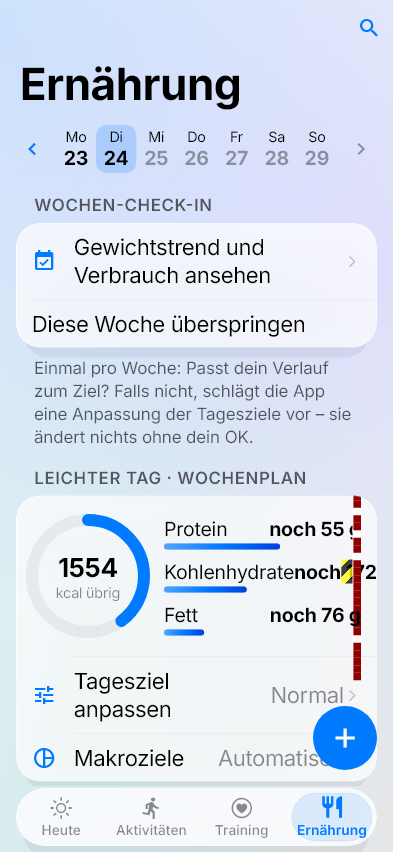 Ernährung
Mo Di Mi Do Fr Sa So
23 24 25 26 27 28 29
WOCHEN-CHECK-IN
Gewichtstrend und
Verbrauch ansehen
Diese Woche überspringen
Einmal pro Woche: Passt dein Verlauf
zum Ziel? Falls nicht, schlägt die App
eine Anpassung der Tagesziele vor – sie
ändert nichts ohne dein OK.
LEICHTER TAG · WOCHENPLAN
1554
kcal übrig
Protein noch 55 g
Kohlenhydrate noch
Fett noch 76 g
Tagesziel
anpassen
Normal
Makroziele
Heute Aktivitäten Training Ernährung